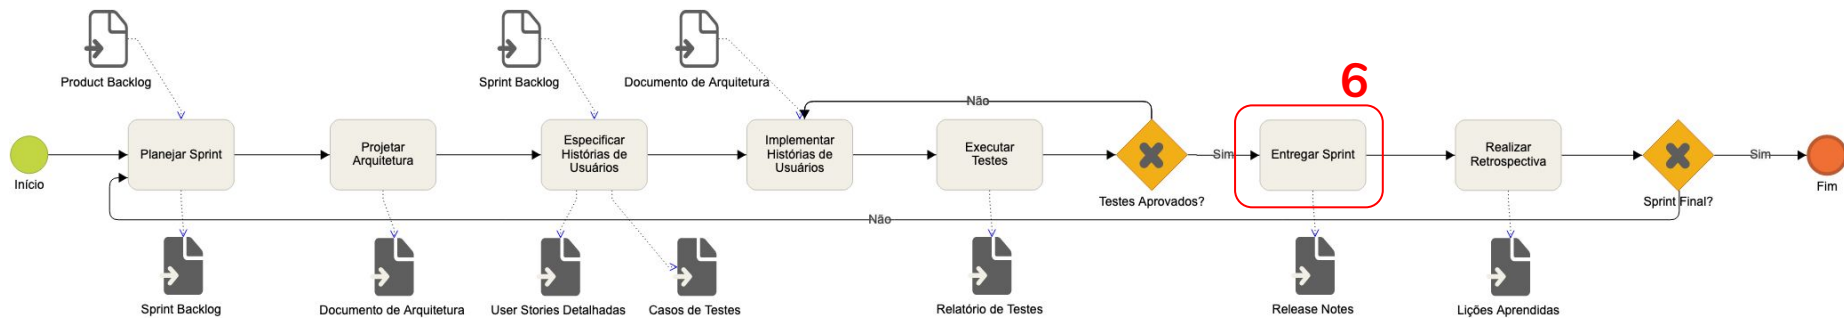 6
Product Backlog
Sprint Backlog
Documento de Arquitetura
Não
Início
Planejar Sprint
Projetar
Arquitetura
Especificar
Histórias de
Usuários
Implementar
Histórias de
Usuários
Executar
Testes
Testes Aprovados?
Sim
Entregar Sprint
Realizar
Retrospectiva
Sprint Final?
Sim
Fim
Não
Sprint Backlog
Documento de Arquitetura
User Stories Detalhadas
Casos de Testes
Relatório de Testes
Release Notes
Lições Aprendidas